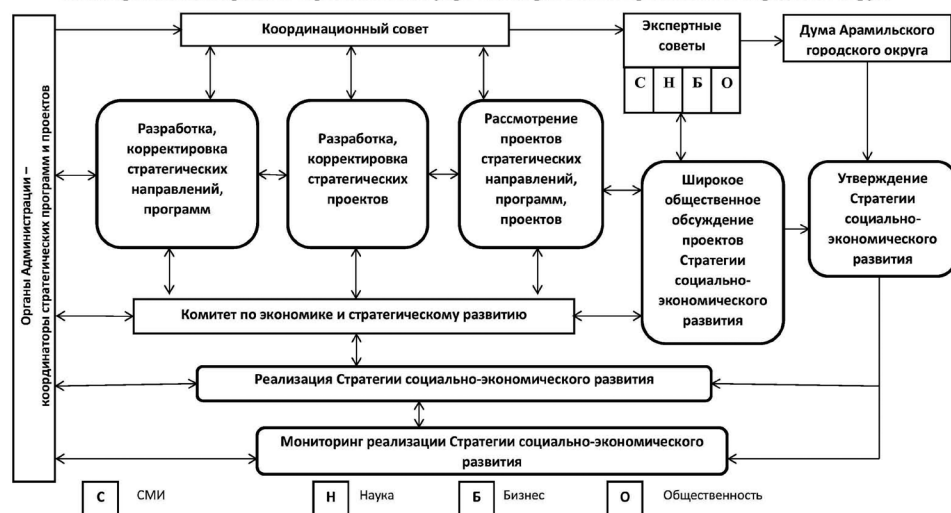 Органы Администрации –
координаторы стратегических программ и проектов
Координационный совет
Экспертные
советы
С Н Б О
Дума Арамильского
городского округа
Разработка,
корректировка
стратегических
направлений,
программ
Разработка,
корректировка
стратегических
проектов
Рассмотрение
проектов
стратегических
направлений,
программ,
проектов
Широкое
общественное
обсуждение
проектов
Стратегии
социально-
экономического
развития
Утверждение
Стратегии
социально-
экономического
развития
Комитет по экономике и стратегическому развитию
Реализация Стратегии социально-экономического развития
Мониторинг реализации Стратегии социально-экономического
развития
С СМИ
Н Наука
Б Бизнес
О Общественность